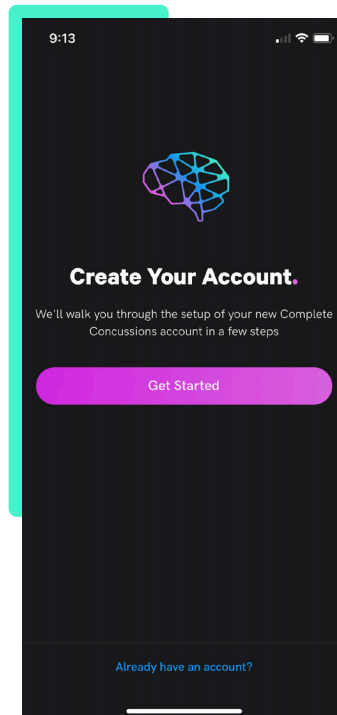 9:13
Create Your Account.
We'll walk you through the setup of your new Complete
Concussions account in a few steps
Get Started
Already have an account?